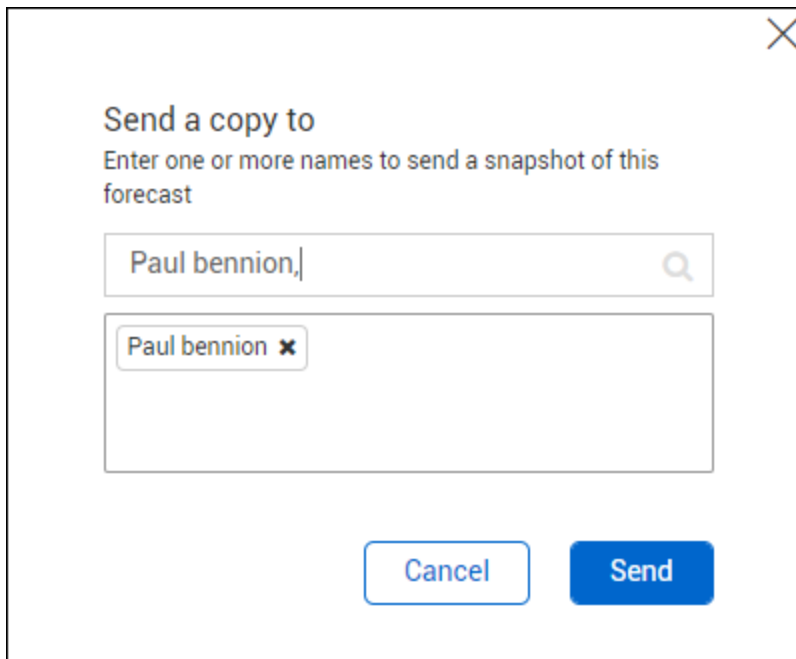 Send a copy to
Enter one or more names to send a snapshot of this
forecast
Paul bennion,
Paul bennion ×
Cancel
Send